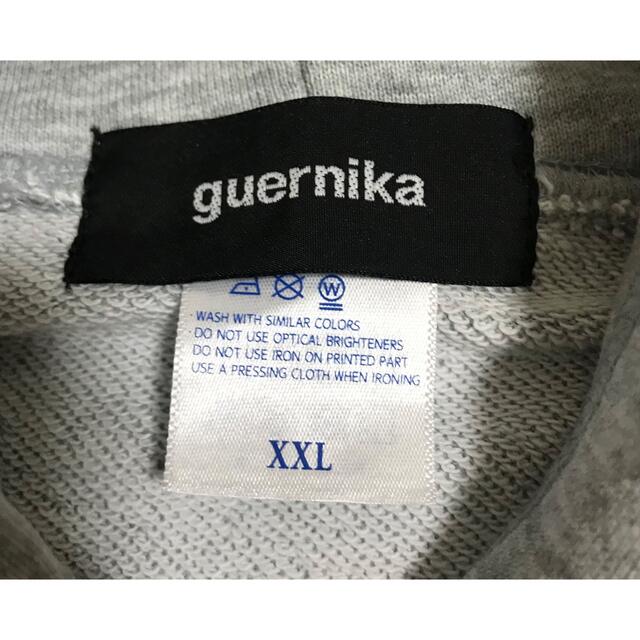 guernika
W
· WASH WITH SIMILAR COLORS
· DO NOT USE OPTICAL BRIGHTENERS
DO NOT USE IRON ON PRINTED PART
USE A PRESSING CLOTH WHEN IRONING
XXL